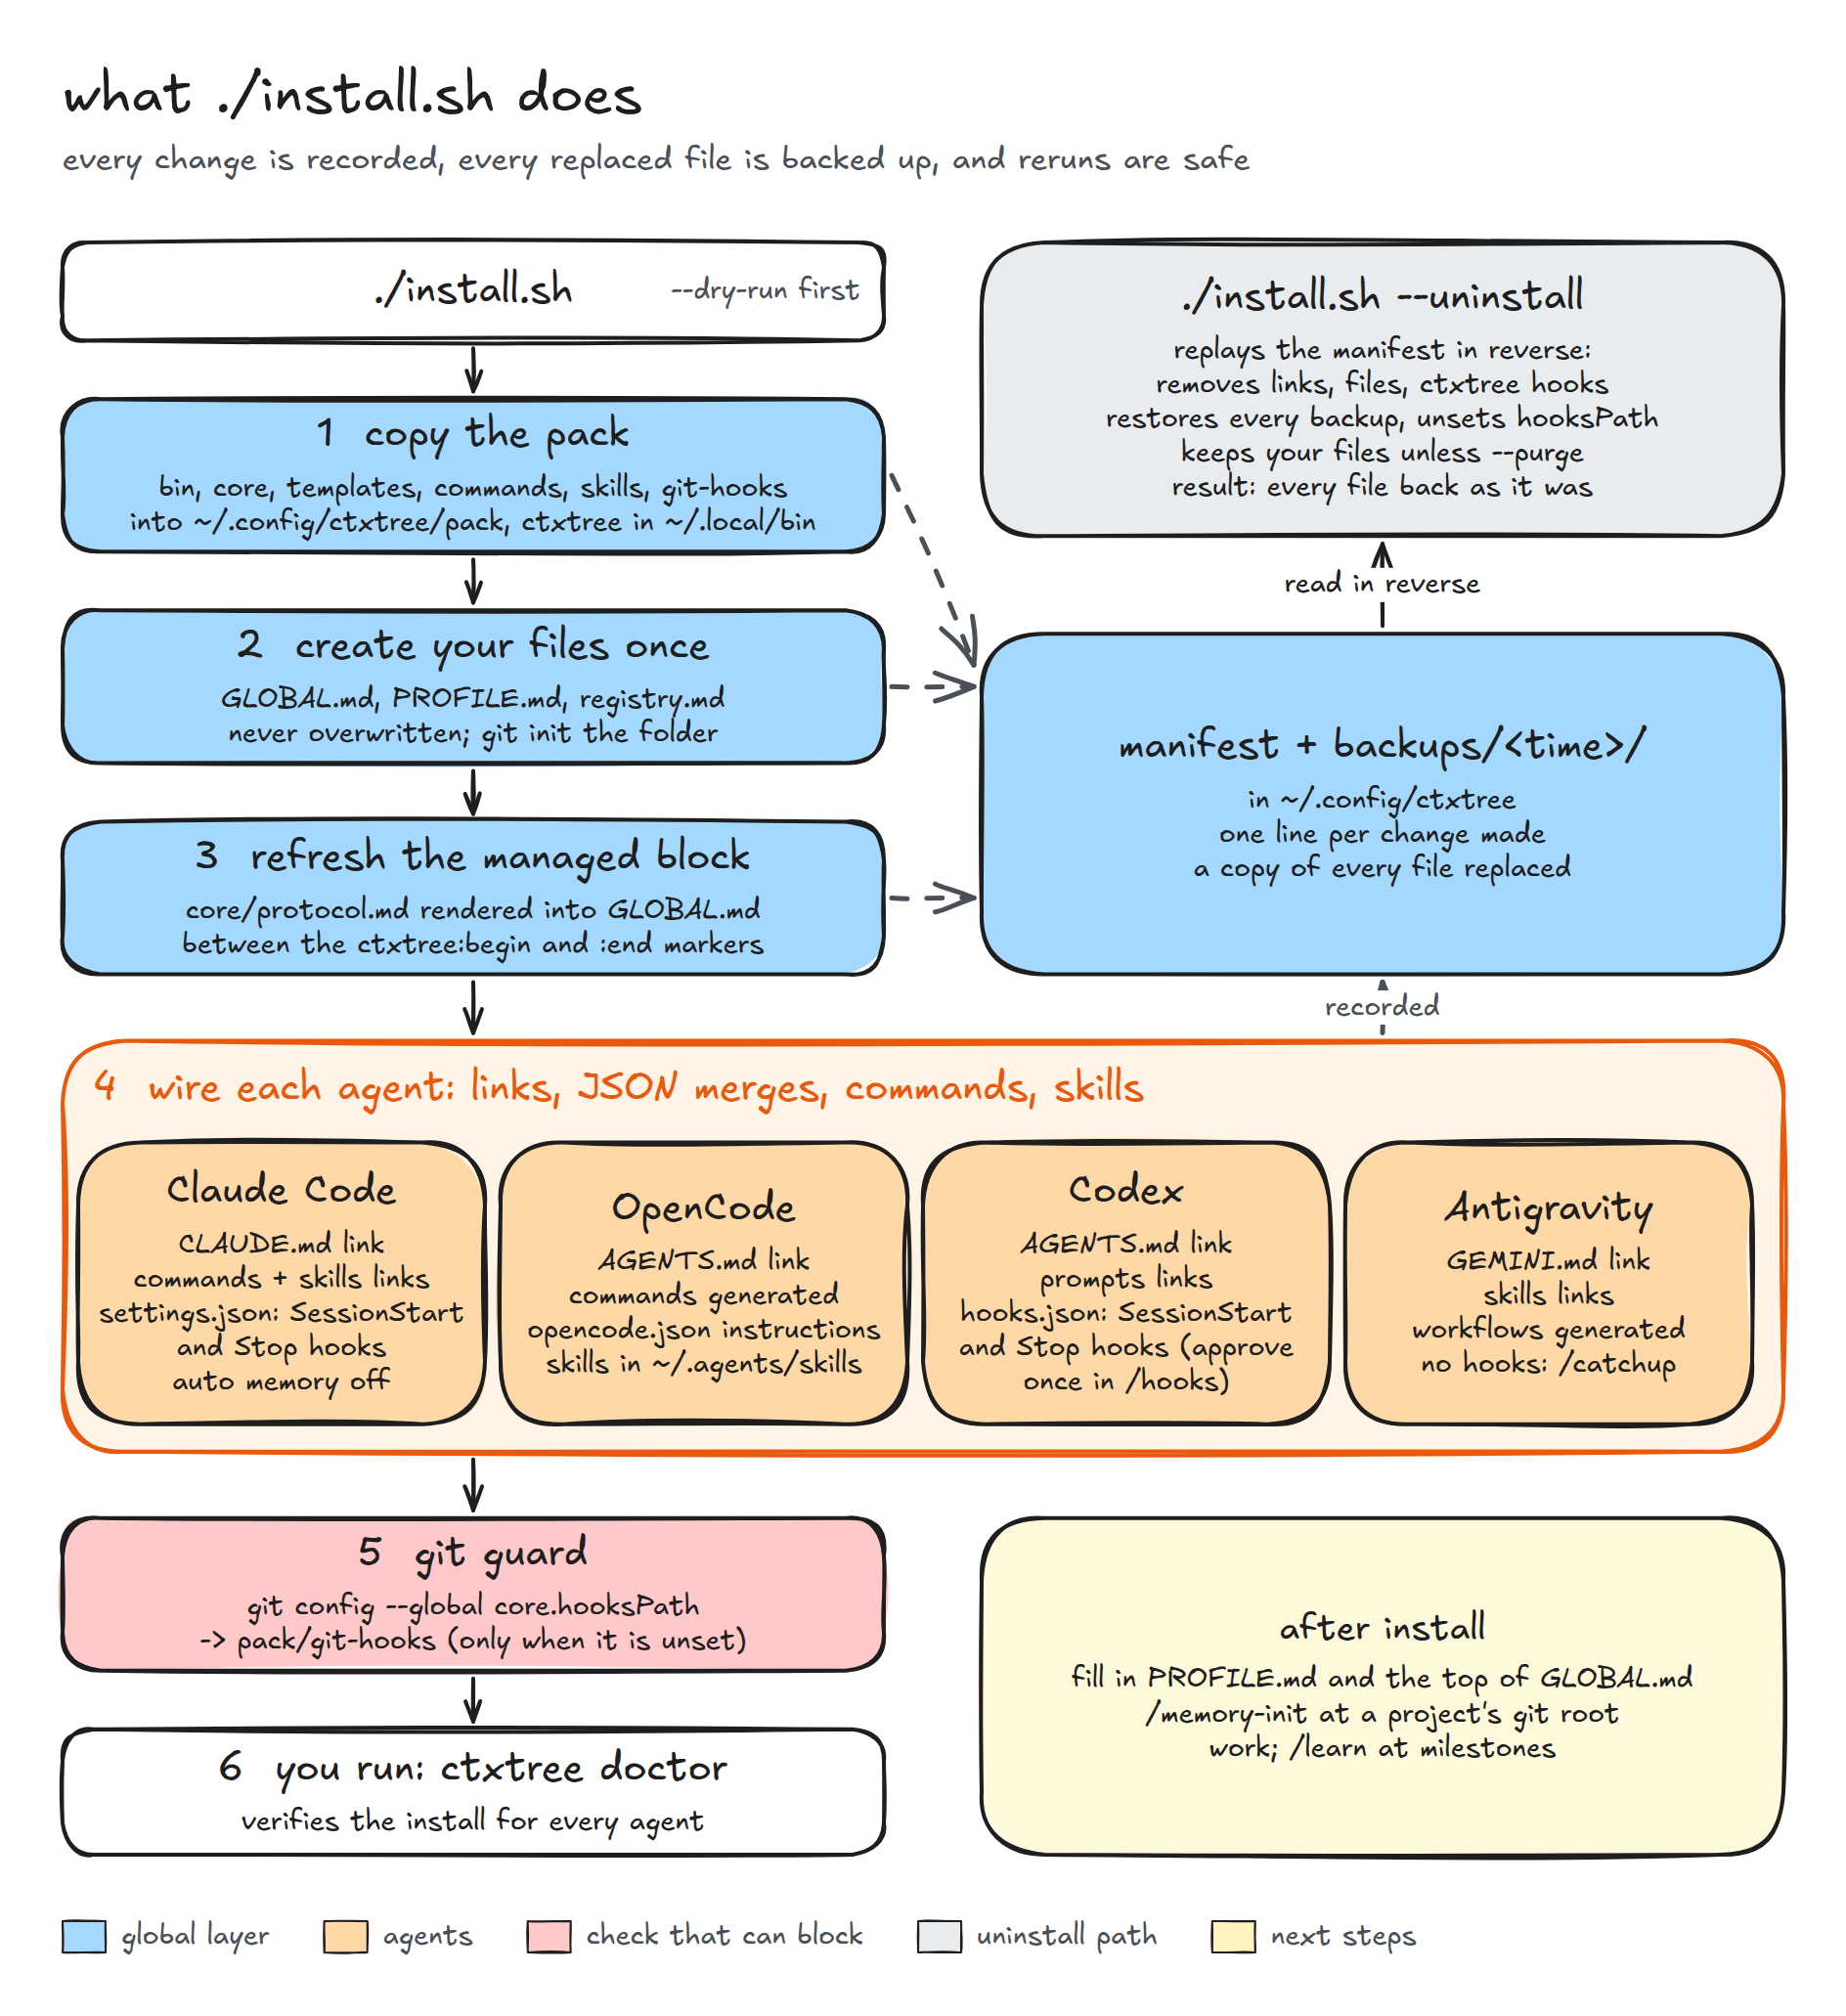 what ./install.sh does
every change is recorded, every replaced file is backed up, and reruns are safe
./install.sh
--dry-run first
1 copy the pack
bin, core, templates, commands, skills, git-hooks
into ~/.config/ctxtree/pack, ctxtree in ~/.local/bin
2 create your files once
GLOBAL.md, PROFILE.md, registry.md
never overwritten; git init the folder
3 refresh the managed block
core/protocol.md rendered into GLOBAL.md
between the ctxtree:begin and :end markers
./install.sh --uninstall
replays the manifest in reverse:
removes links, files, ctxtree hooks
restores every backup, unsets hooksPath
keeps your files unless --purge
result: every file back as it was
read in reverse
manifest + backups/<time>/
in ~/.config/ctxtree
one line per change made
a copy of every file replaced
recorded
4 wire each agent: links, JSON merges, commands, skills
Claude Code
CLAUDE.md link
commands + skills links
settings.json: SessionStart
and Stop hooks
auto memory off
OpenCode
AGENTS.md link
commands generated
opencode.json instructions
skills in ~/.agents/skills
Codex
AGENTS.md link
prompts links
hooks.json: SessionStart
and Stop hooks (approve
once in /hooks)
Antigravity
GEMINI.md link
skills links
workflows generated
no hooks: /catchup
5 git guard
git config --global core.hooksPath
-> pack/git-hooks (only when it is unset)
6 you run: ctxtree doctor
verifies the install for every agent
after install
fill in PROFILE.md and the top of GLOBAL.md
/memory-init at a project's git root
work; /learn at milestones
global layer
agents
check that can block
uninstall path
next steps